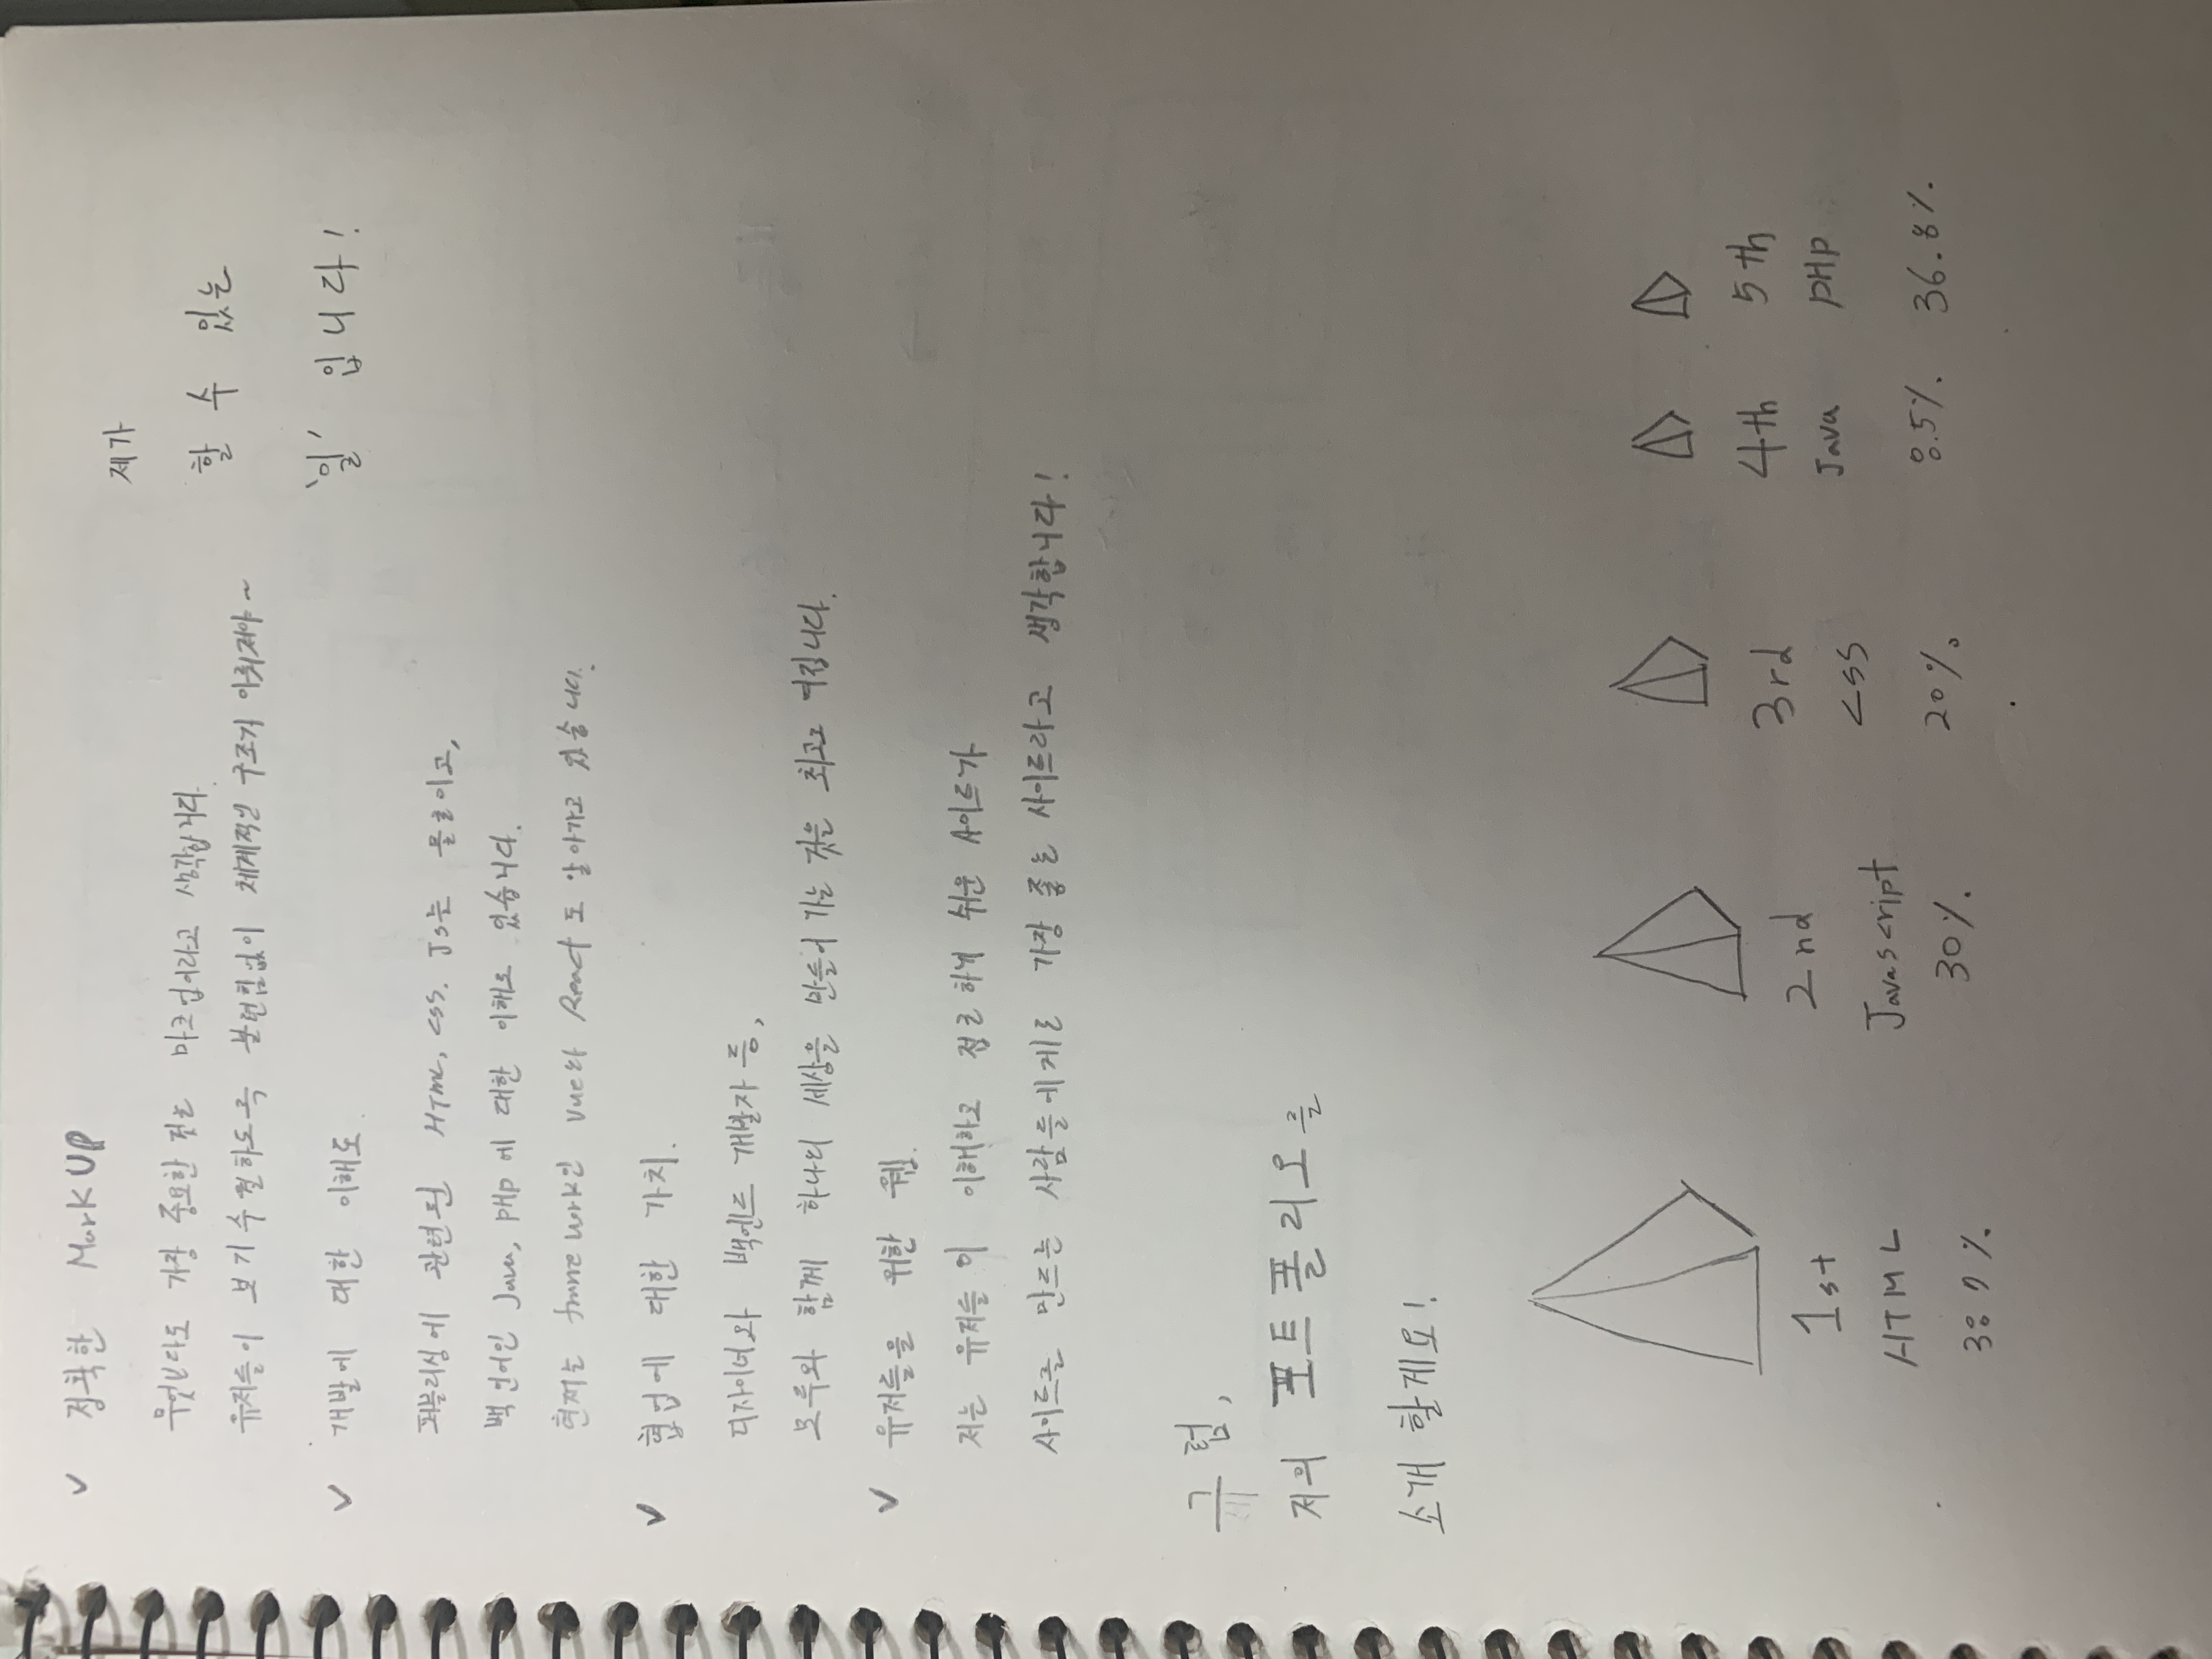 ✓ 정확한 MarkUP
무엇보다도 가장 중요한 것은 마크업이라고 생각합니다.
유저들이 보기 수월하도록 불편함없이 체계적인 구조가 이뤄져야~
✓ 개발에 대한 이해도.
퍼블리싱에 관련된 HTML, CSS. JS는 물론이고,
백 언어인 Java, PHP에 대한 이해도 있습니다.
현재는 frame work인 Vue와 React도 알아가고 있습니다.
✓ 협업에 대한 가치.
디자이너와 백엔드 개발자 등,
모두와 함께 하나의 세상을 만들어 가는 것을 최고로 여깁니다.
✓ 유저들을 위한 웹.
저는 유저들이 이해하고 접근하기 쉬운 사이트가
사이트를 만드는 사람들에게도 가장 좋은 사이트라고 생각합니다!
제가
할 수 있는
'일' 입니다!
그럼,
저의 포트폴리오를
소개 할게요!
1st
HTML
2nd
Javascript
30%.
3rd
CSS
20%.
4th
Java
8.5%.
5th
PHP
36.8%.